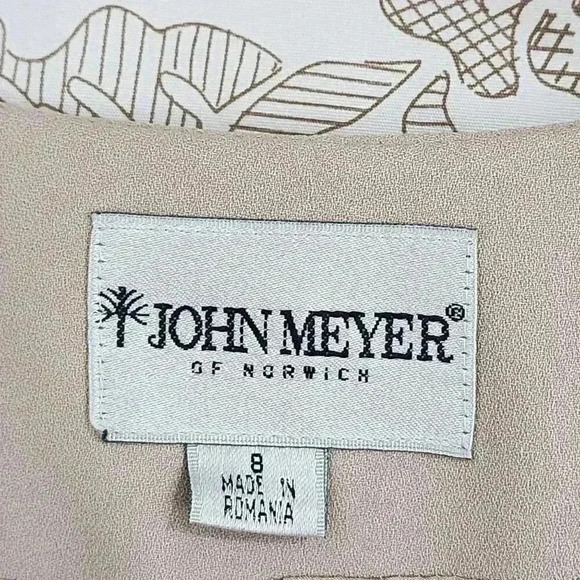 JOHN MEYER®
OF NORWICH
8
MADE IN
ROMANIA